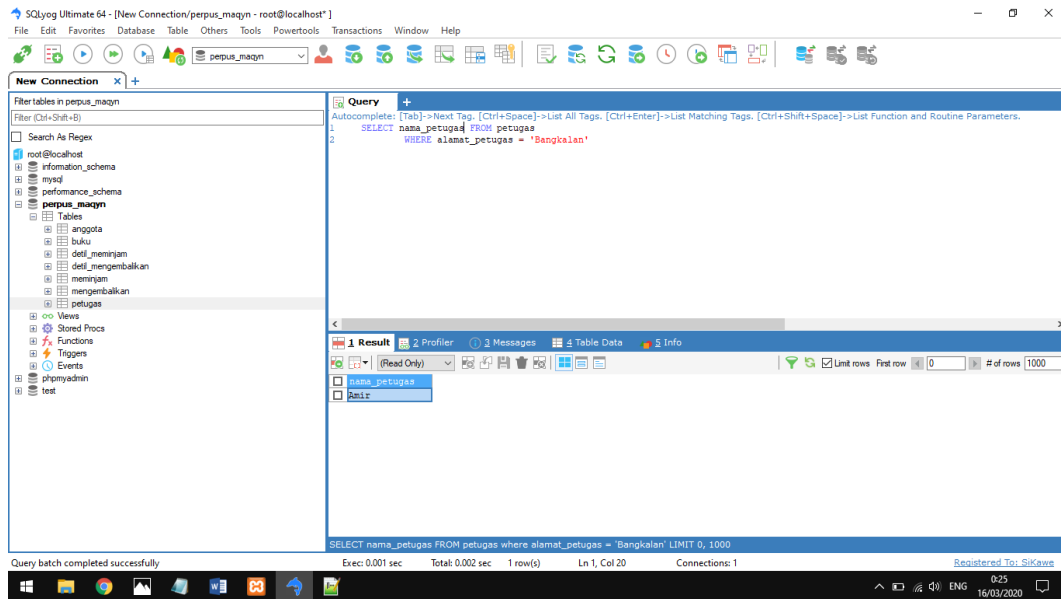 SQLyog Ultimate 64 - [New Connection/perpus_maqyn - root@localhost* ]
File Edit Favorites Database Table Others Tools Powertools Transactions Window Help
perpus_maqyn
New Connection x +
Filter tables in perpus_maqyn
Filter (Ctrl+Shift+B)
Search As Regex
root@localhost
information_schema
mysql
performance_schema
perpus_maqyn
Tables
anggota
buku
detil_meminjam
detil_mengembalikan
meminjam
mengembalikan
petugas
Views
Stored Procs
Functions
Triggers
Events
phpmyadmin
test
Query +
Autocomplete: [Tab]->Next Tag. [Ctrl+Space]->List All Tags. [Ctrl+Enter]->List Matching Tags. [Ctrl+Shift+Space]->List Function and Routine Parameters.
1 SELECT nama_petugas FROM petugas
2 WHERE alamat_petugas = 'Bangkalan'
1 Result 2 Profiler 3 Messages 4 Table Data 5 Info
(Read Only) Limit rows First row 0 # of rows 1000
nama_petugas
Amir
SELECT nama_petugas FROM petugas where alamat_petugas = 'Bangkalan' LIMIT 0, 1000
Query batch completed successfully Exec: 0.001 sec Total: 0.002 sec 1 row(s) Ln 1, Col 20 Connections: 1 Registered To: SiKawe
ENG 0:25
16/03/2020